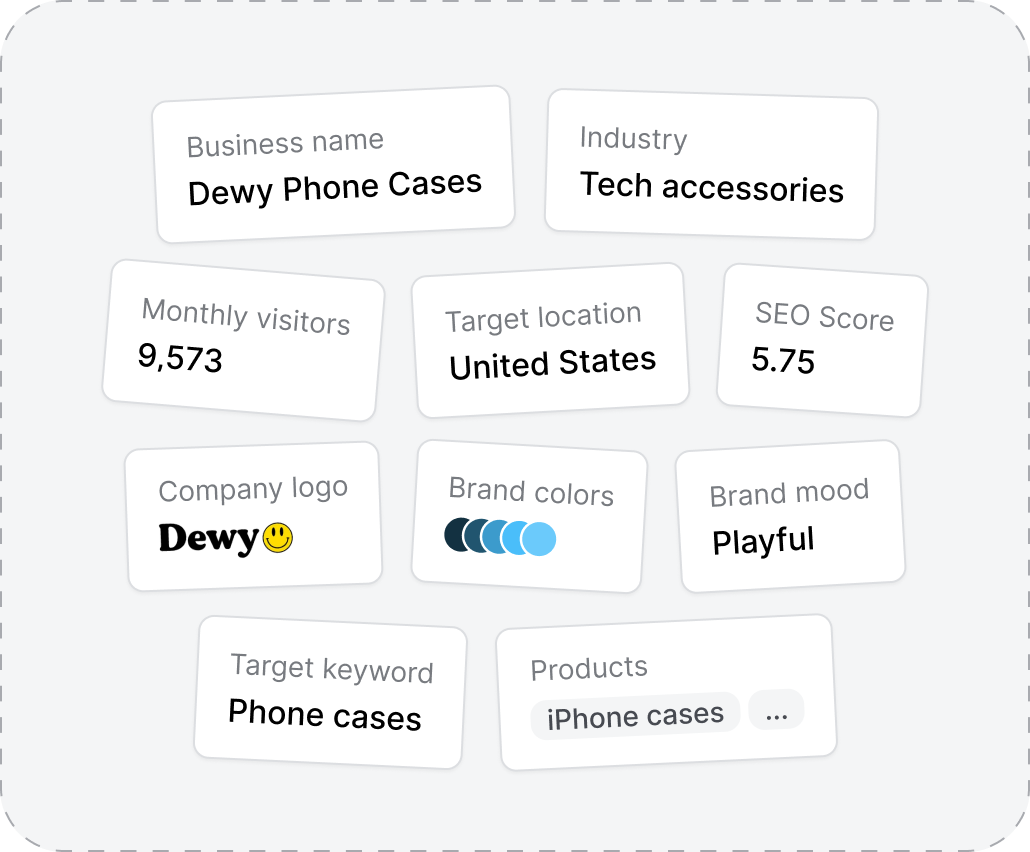 Business name
Dewy Phone Cases
Industry
Tech accessories
Monthly visitors
9,573
Target location
United States
SEO Score
5.75
Company logo
Dewy
Brand colors
Brand mood
Playful
Target keyword
Phone cases
Products
iPhone cases
...